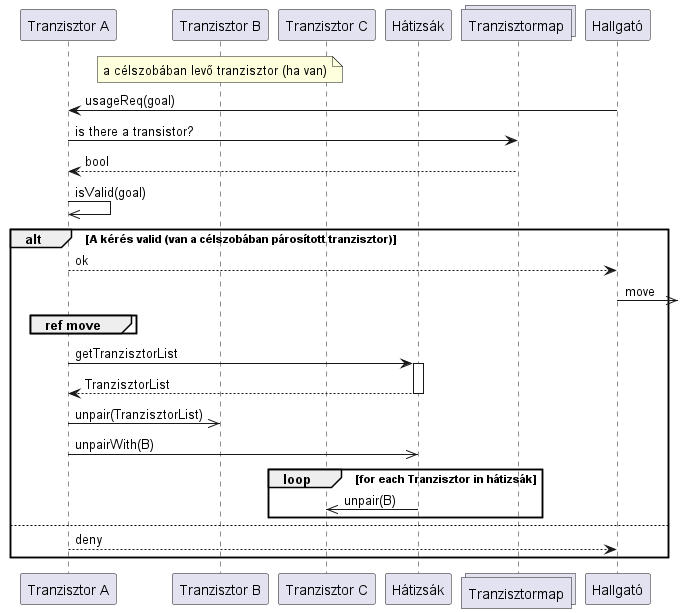 Tranzisztor A
Tranzisztor B
Tranzisztor C
Hátizsák
Tranzisztormap
Hallgató
a célszobában levő tranzisztor (ha van)
usageReq(goal)
is there a transistor?
bool
isValid(goal)
alt
[A kérés valid (van a célszobában párosított tranzisztor)]
ok
move
ref move
getTranzisztorList
TranzisztorList
unpair(TranzisztorList)
unpairWith(B)
loop
[for each Tranzisztor in hátizsák]
unpair(B)
deny
Tranzisztor A
Tranzisztor B
Tranzisztor C
Hátizsák
Tranzisztormap
Hallgató